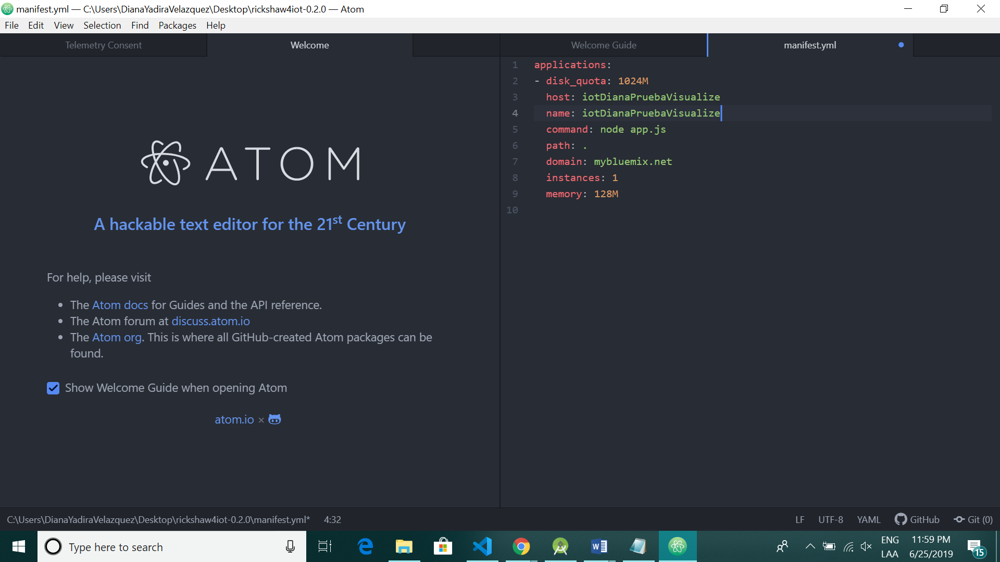 manifest.yml — C:\Users\DianaYadiraVelazquez\Desktop\rickshaw4iot-0.2.0 — Atom
File Edit View Selection Find Packages Help
Telemetry Consent
Welcome
Welcome Guide
manifest.yml
ATOM
A hackable text editor for the 21st Century
For help, please visit
• The Atom docs for Guides and the API reference.
• The Atom forum at discuss.atom.io
• The Atom org. This is where all GitHub-created Atom packages can be
found.
Show Welcome Guide when opening Atom
atom.io ×
1 applications:
2 - disk_quota: 1024M
3 host: iotDianaPruebaVisualize
4 name: iotDianaPruebaVisualize
5 command: node app.js
6 path: .
7 domain: mybluemix.net
8 instances: 1
9 memory: 128M
10
C:\Users\DianaYadiraVelazquez\Desktop\rickshaw4iot-0.2.0\manifest.yml* 4:32
LF UTF-8 YAML GitHub Git (0)
Type here to search
W
ENG
LAA
11:59 PM
6/25/2019
15